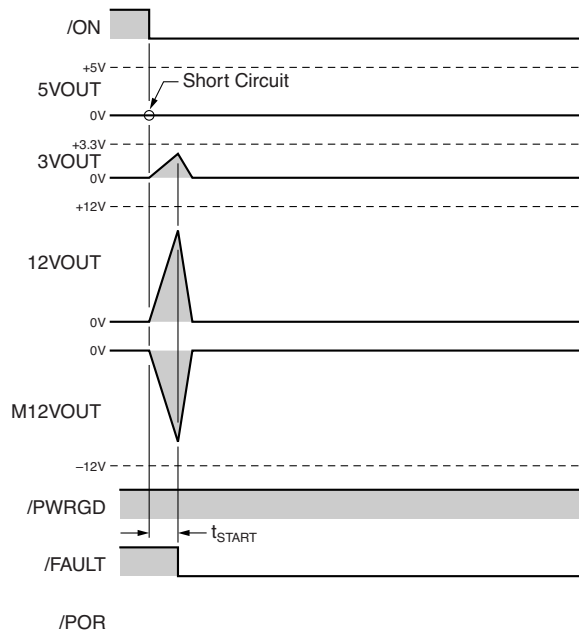 /ON
+5V
Short Circuit
5VOUT
0V
+3.3V
3VOUT
0V
+12V
12VOUT
0V
0V
M12VOUT
–12V
/PWRGD
tSTART
/FAULT
/POR